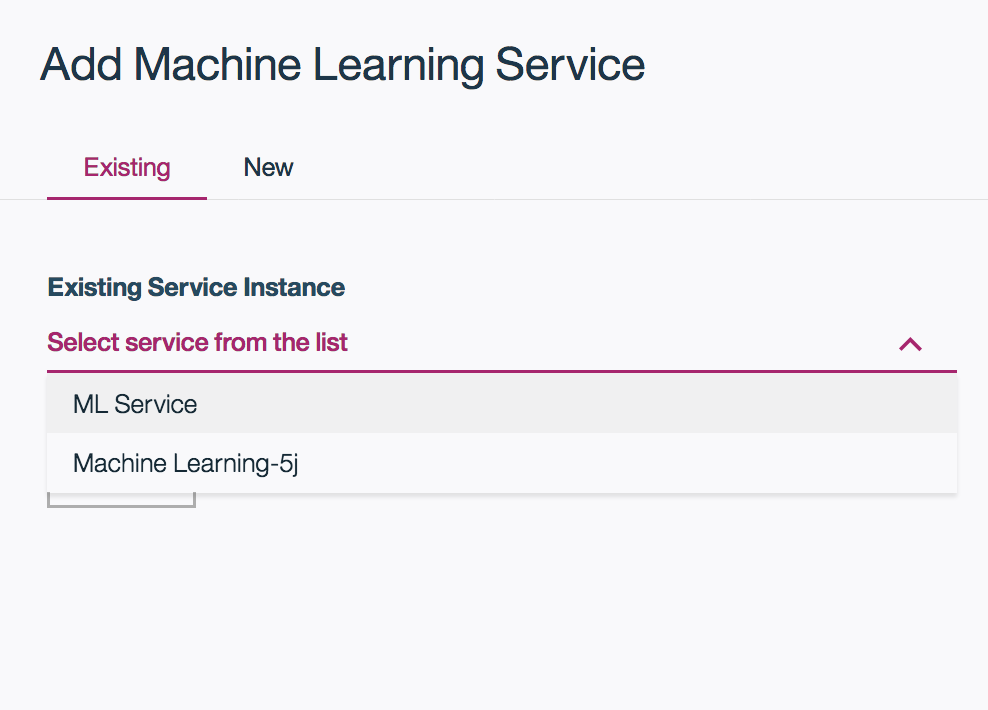 Add Machine Learning Service
Existing New
Existing Service Instance
Select service from the list
ML Service
Machine Learning-5j